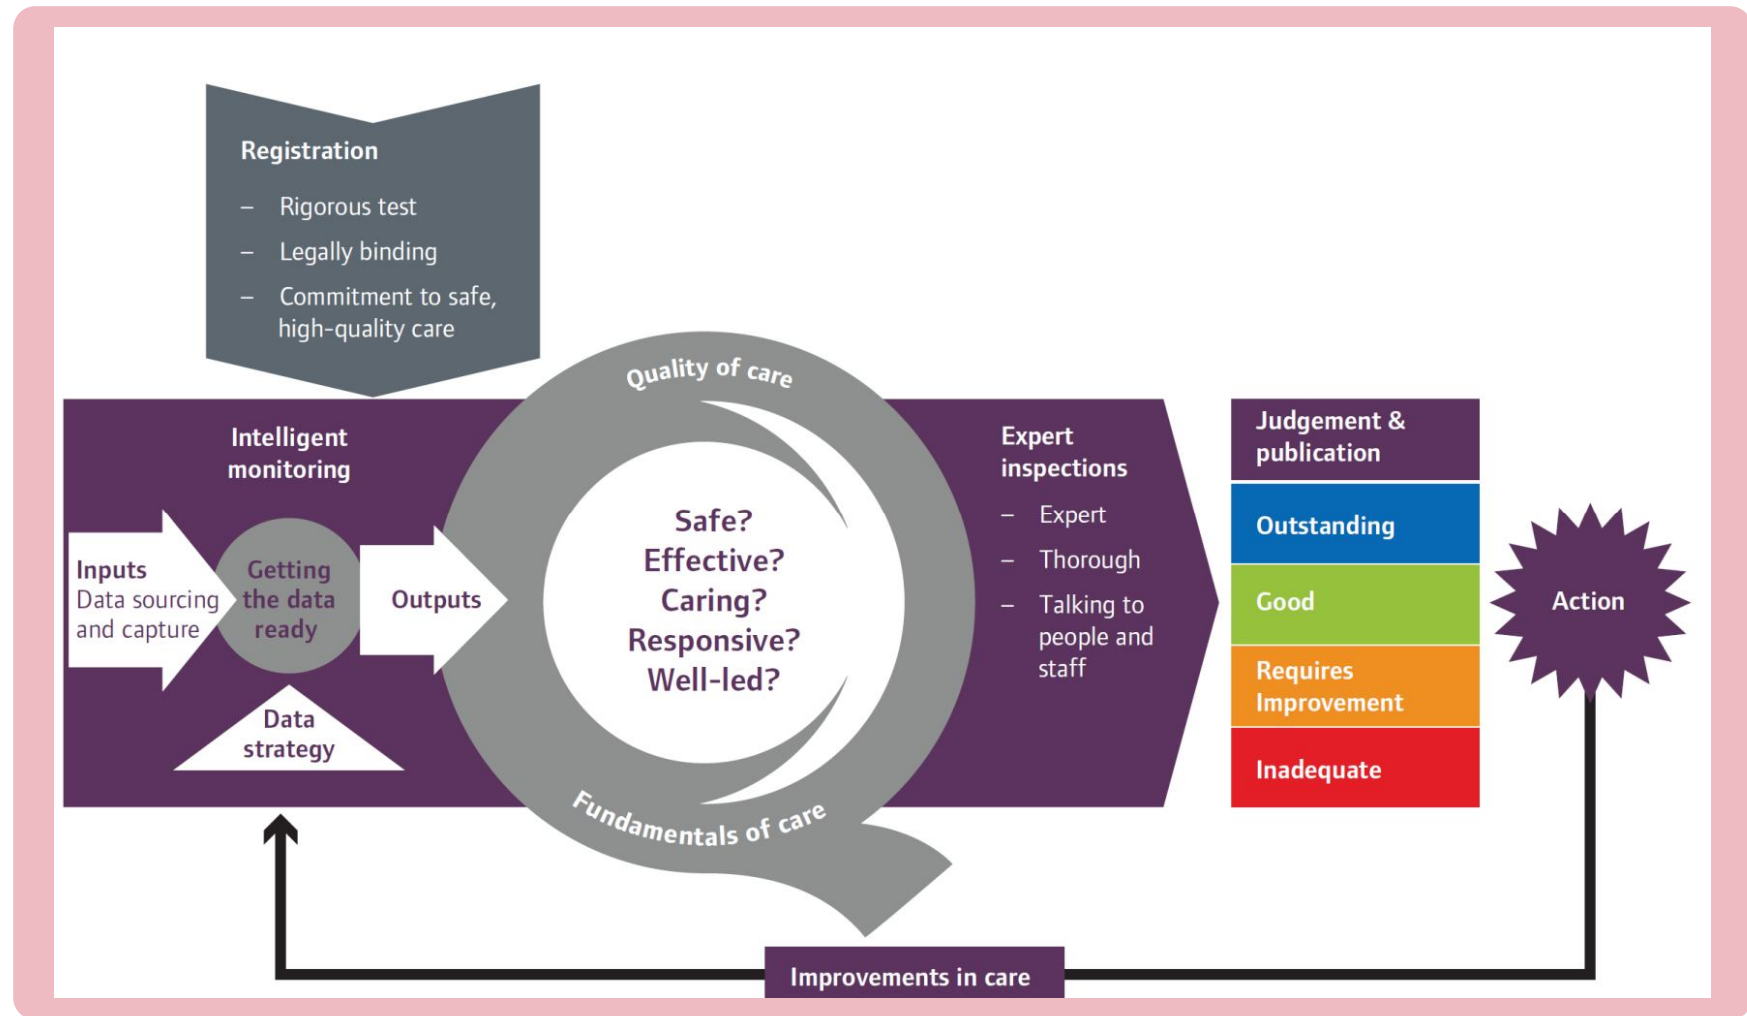 Registration
– Rigorous test
– Legally binding
– Commitment to safe,
high-quality care
Intelligent
monitoring
Inputs
Data sourcing
and capture
Getting
the data
ready
Outputs
Data
strategy
Quality of care
Safe?
Effective?
Caring?
Responsive?
Well-led?
Fundamentals of care
Expert
inspections
– Expert
– Thorough
– Talking to
people and
staff
Judgement &
publication
Outstanding
Good
Requires
Improvement
Inadequate
Action
Improvements in care